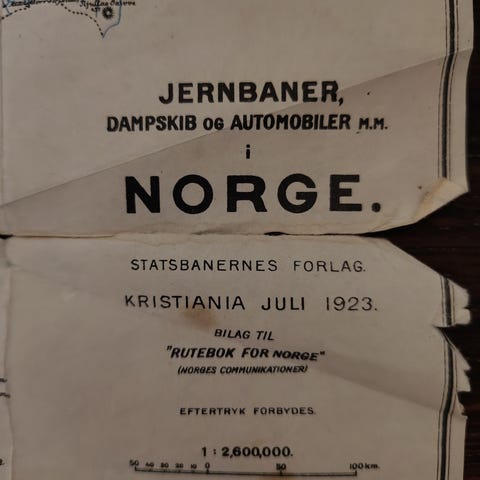 JERNBANER,
DAMPSKIB OG AUTOMOBILER M.M.
i
NORGE.
STATSBANERNES FORLAG.
KRISTIANIA JULI 1923.
BILAG TIL
"RUTEBOK FOR NORGE"
(NORGES COMMUNIKATIONER)
EFTERTRYK FORBYDES.
1 : 2,600,000.
50 40 30 20 10 0 50 100 km.